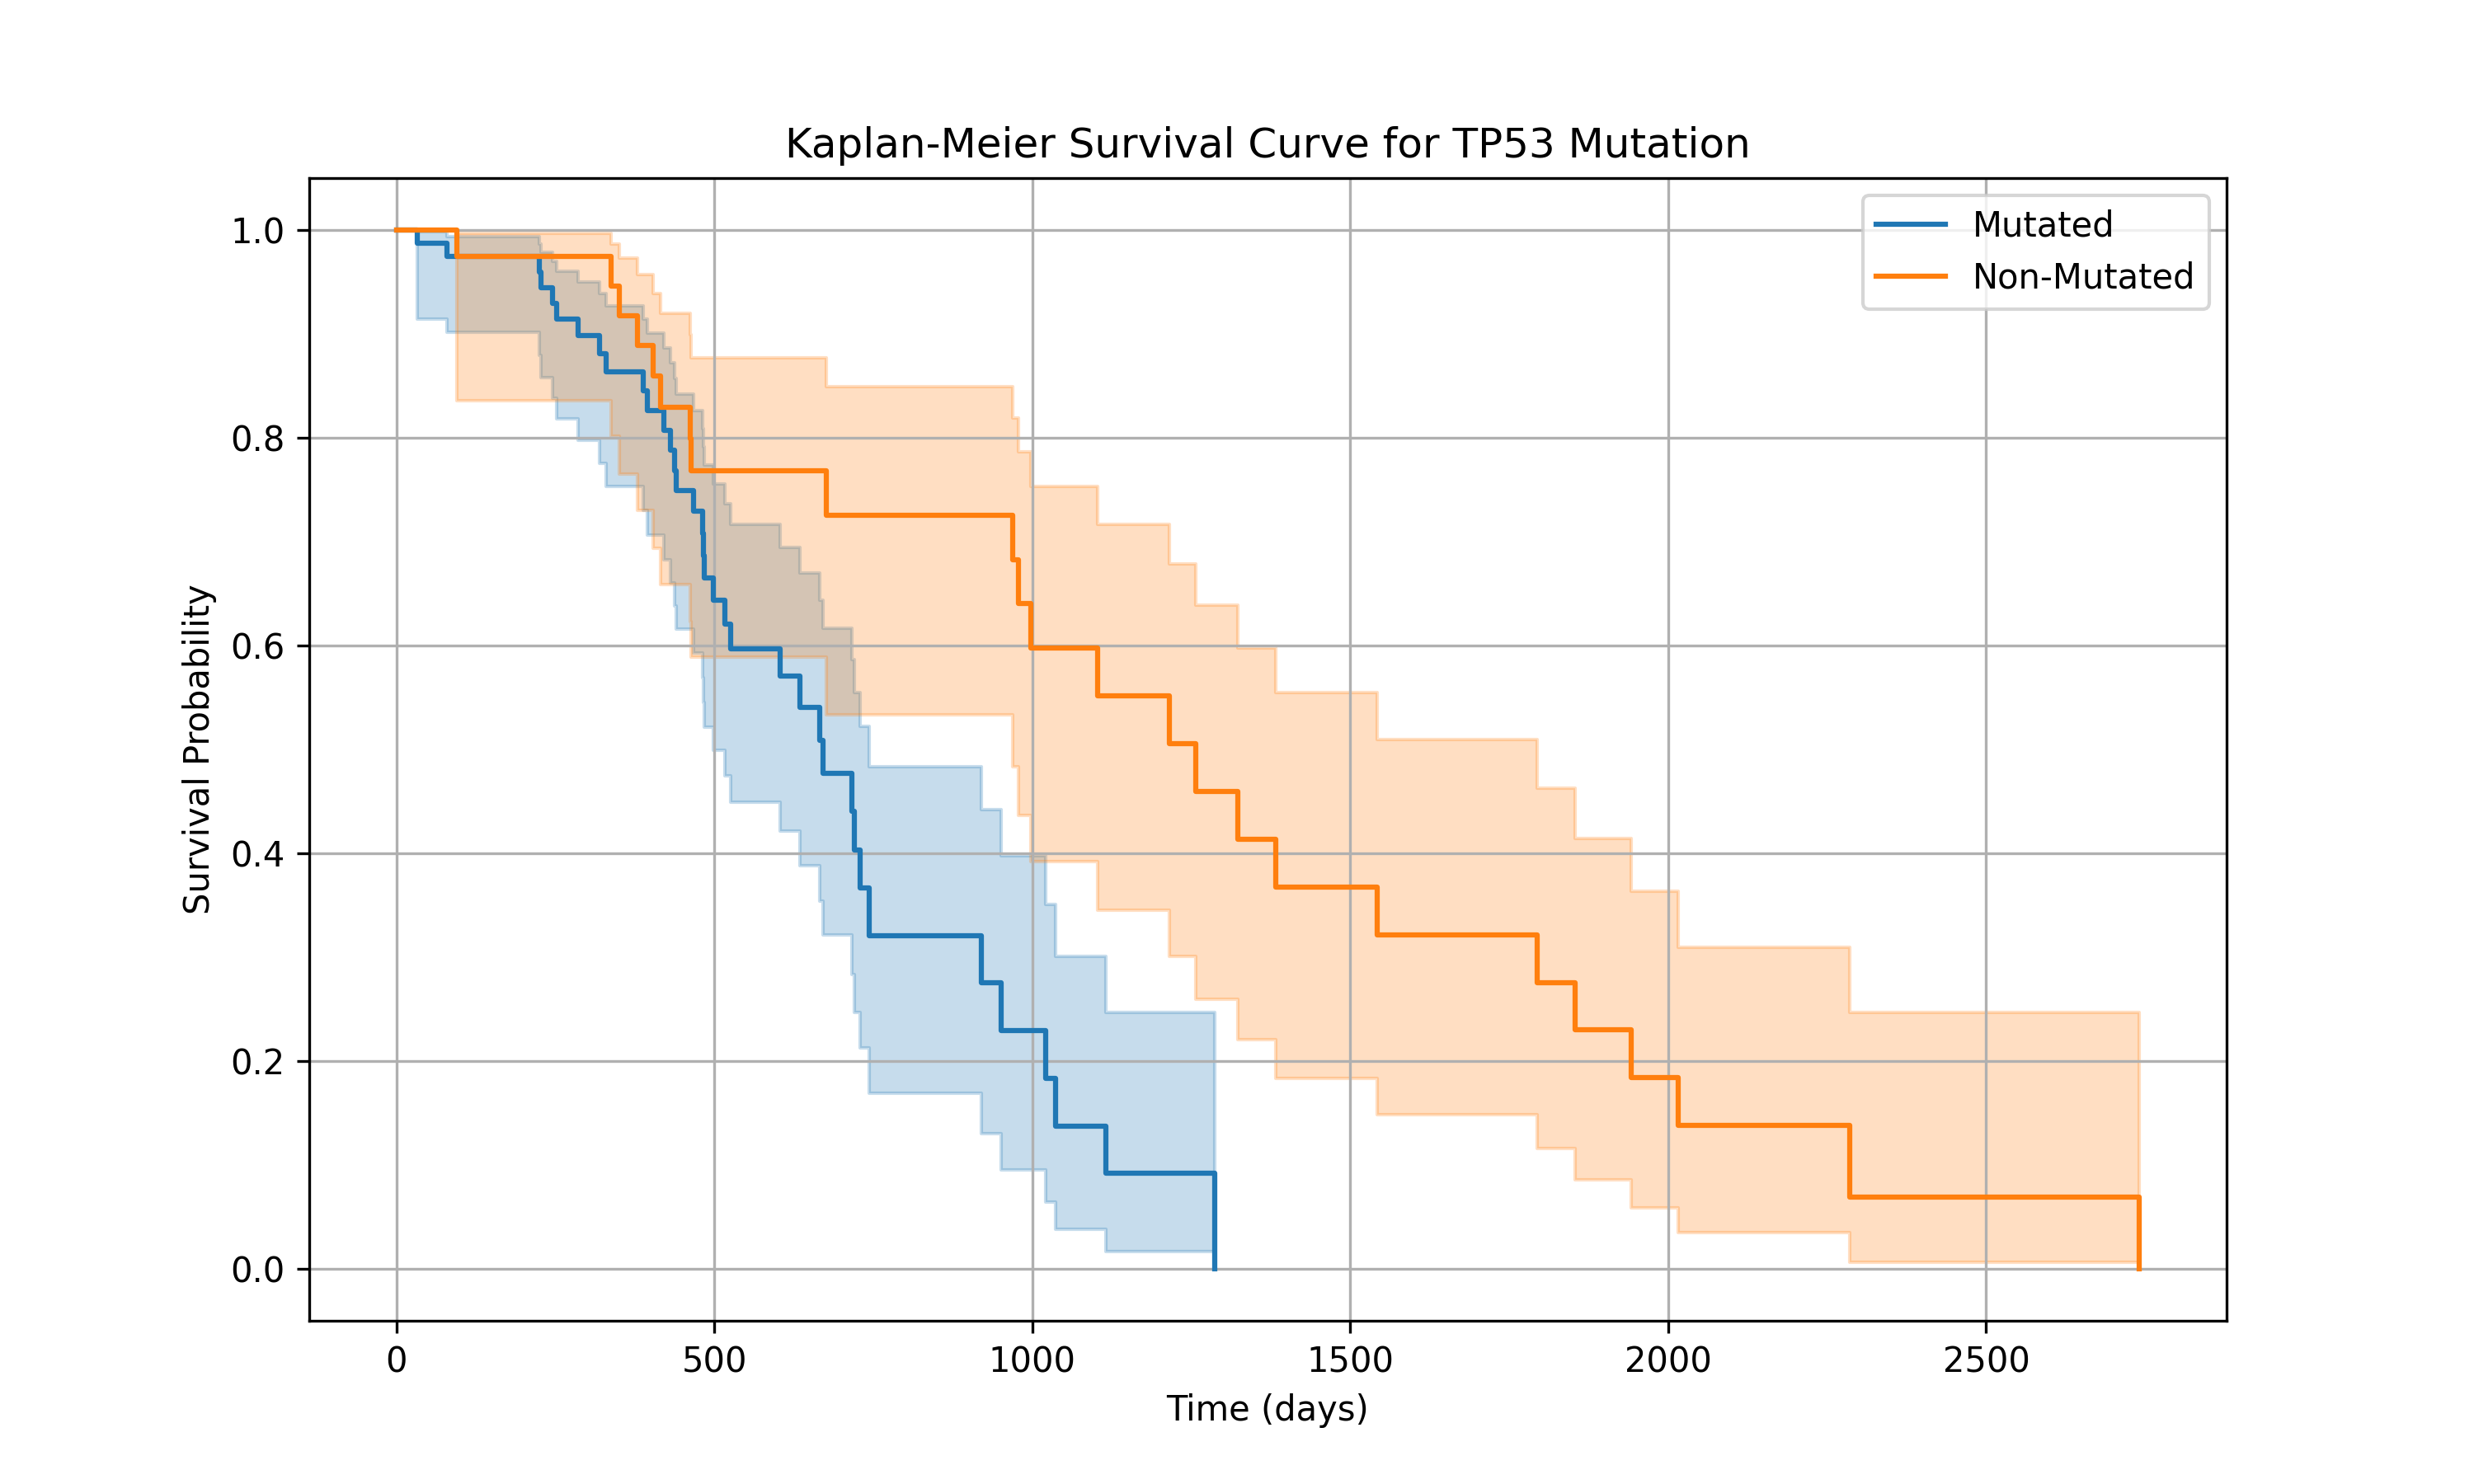 Kaplan-Meier Survival Curve for TP53 Mutation
Mutated
Non-Mutated
Survival Probability
1.0
0.8
0.6
0.4
0.2
0.0
0 500 1000 1500 2000 2500
Time (days)